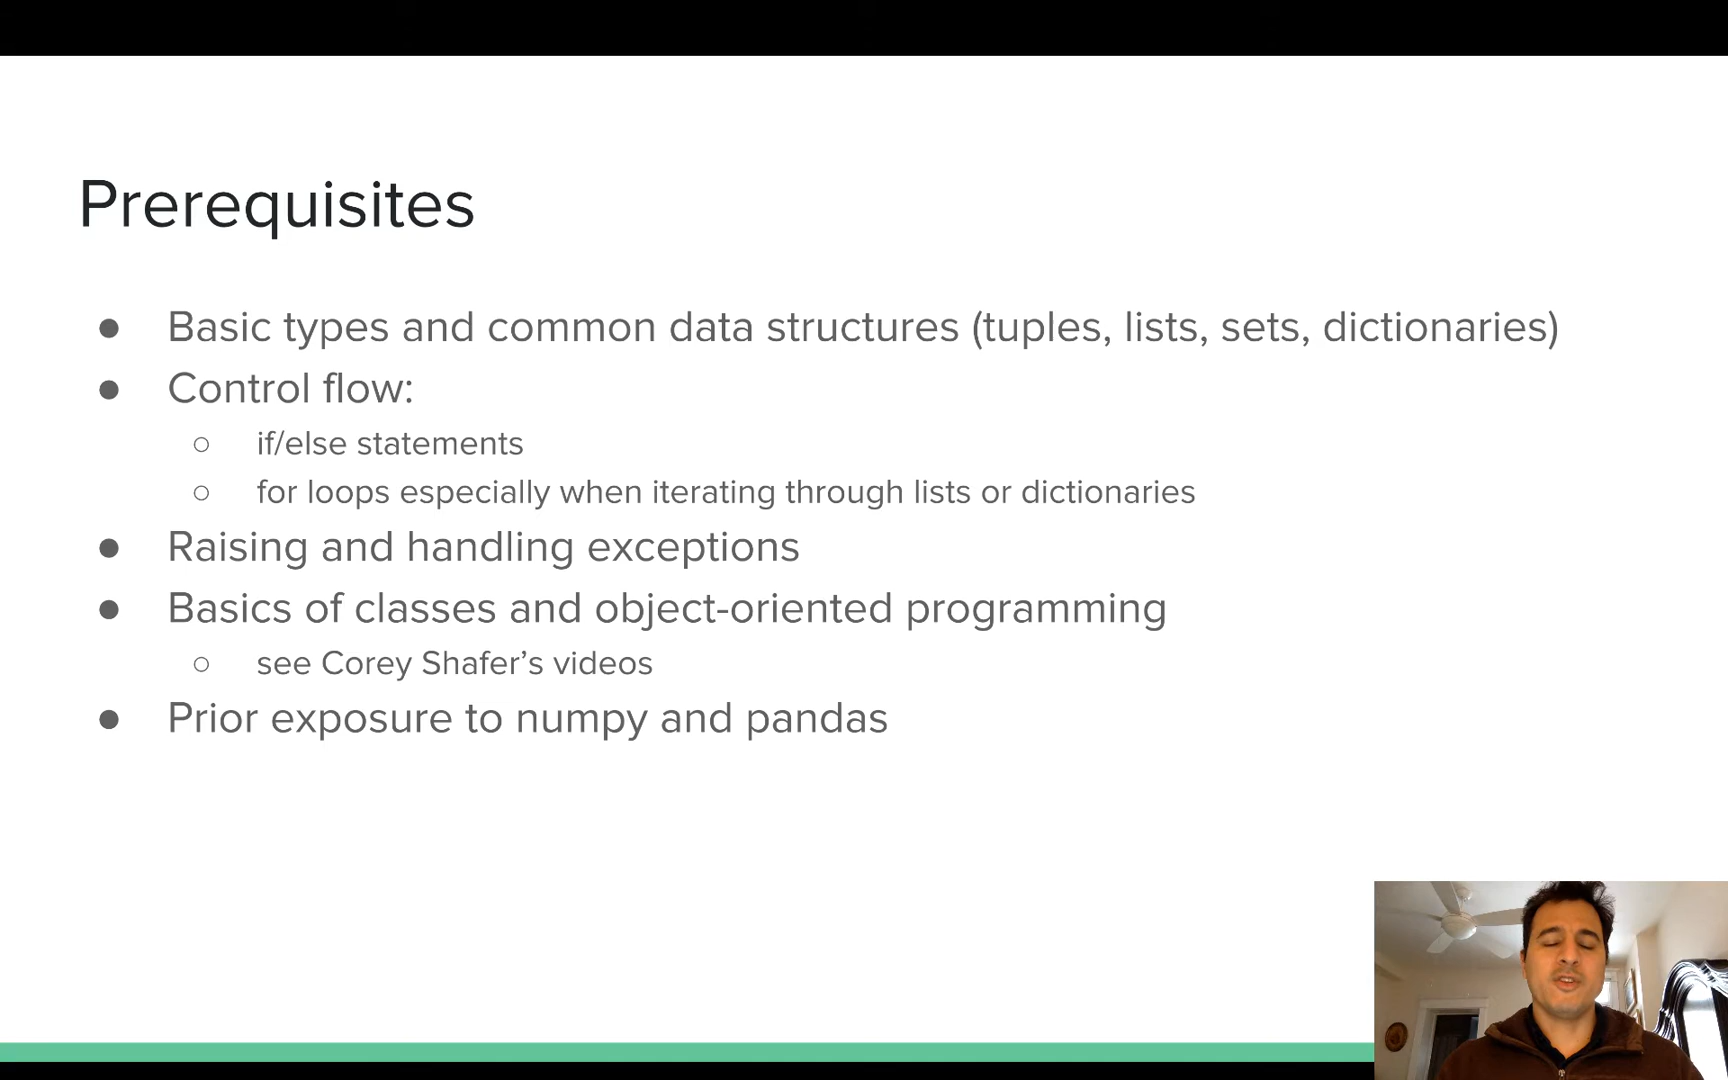 Prerequisites
● Basic types and common data structures (tuples, lists, sets, dictionaries)
● Control flow:
○ if/else statements
○ for loops especially when iterating through lists or dictionaries
● Raising and handling exceptions
● Basics of classes and object-oriented programming
○ see Corey Shafer’s videos
● Prior exposure to numpy and pandas